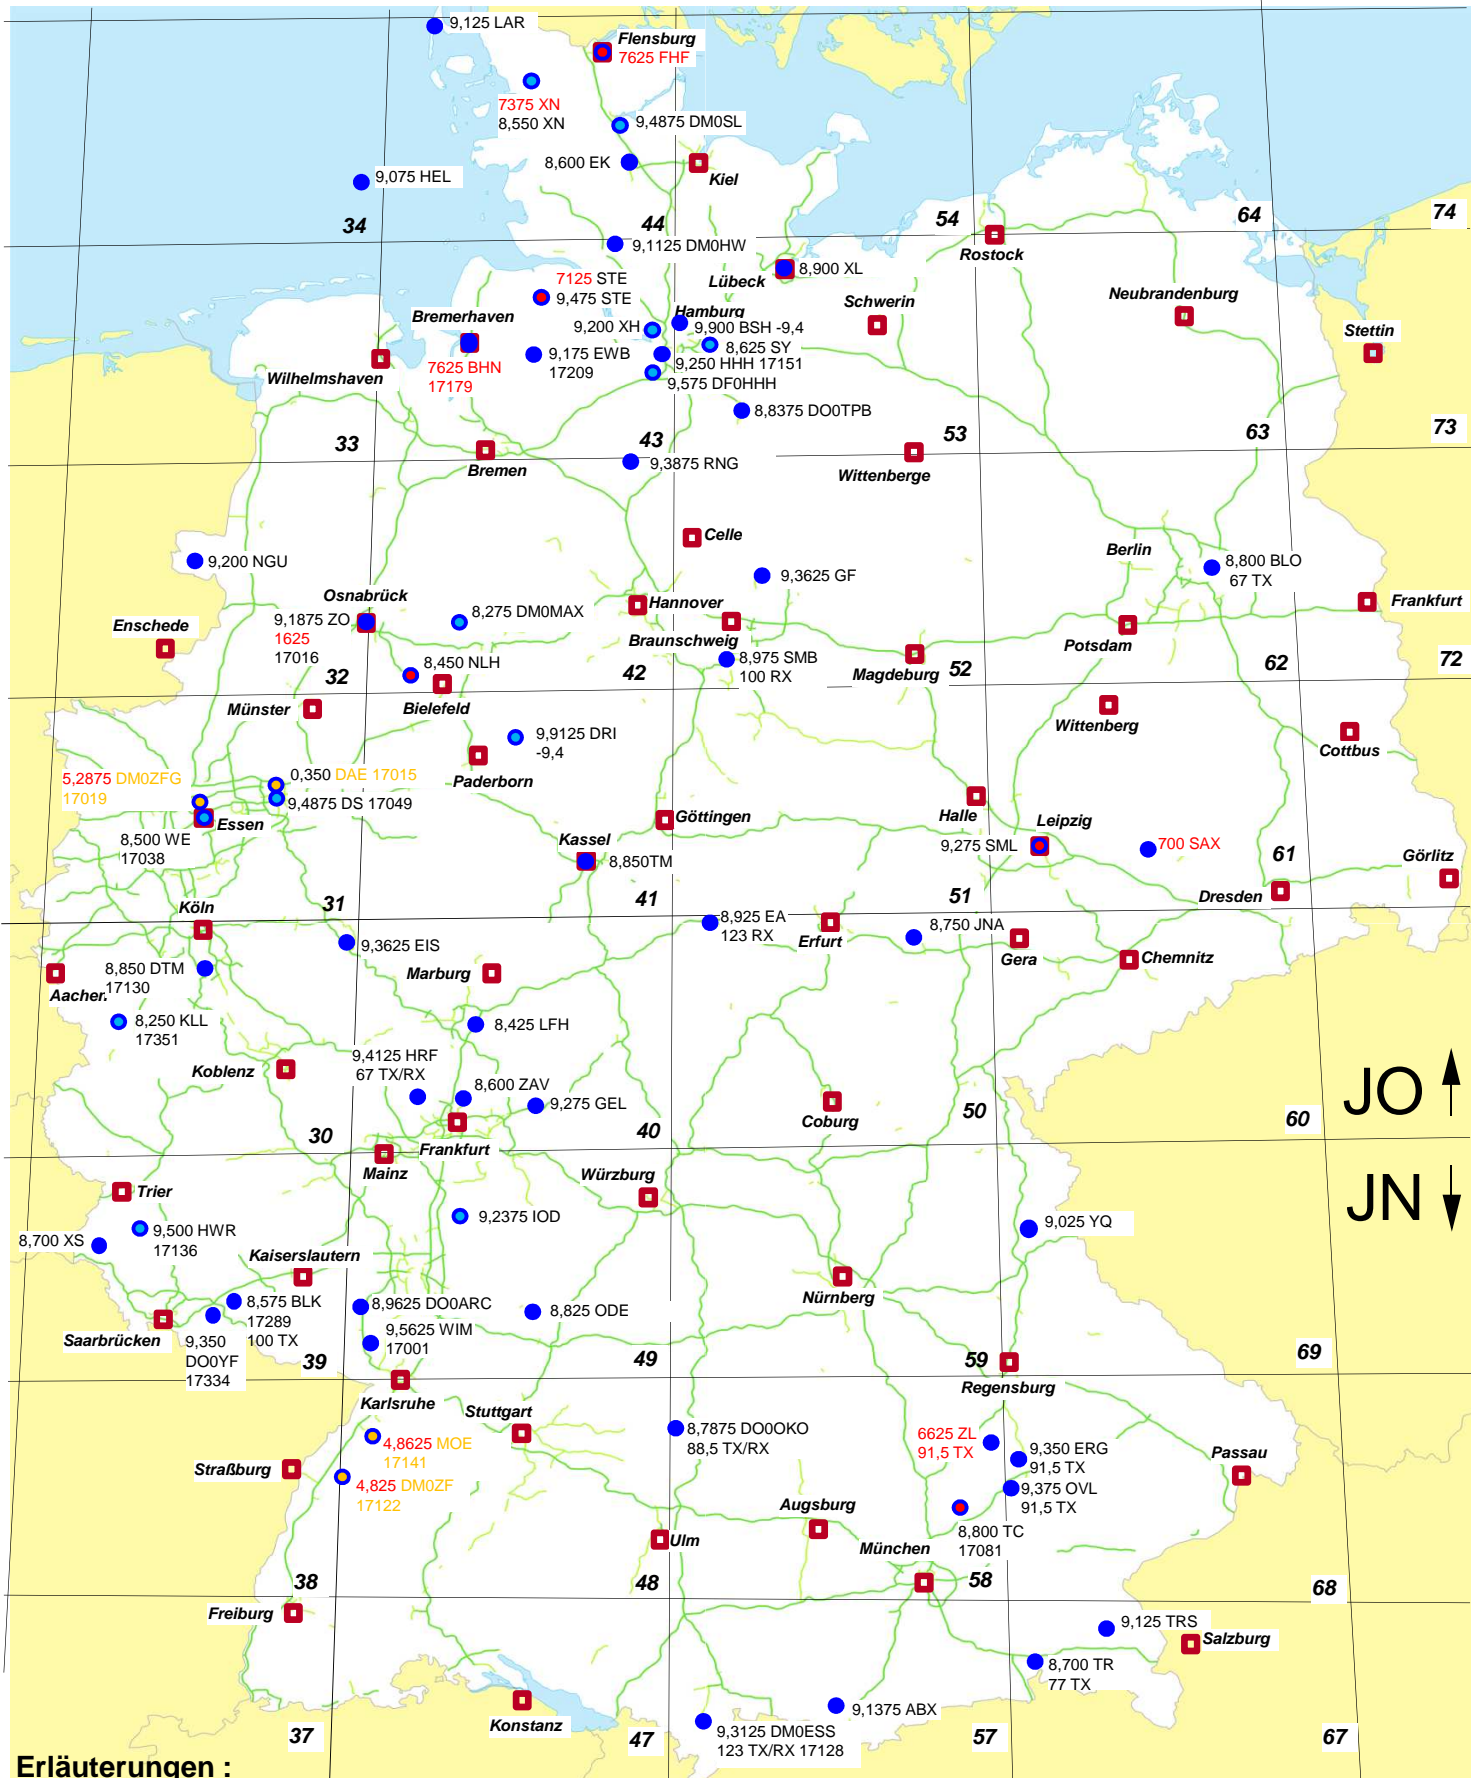 9,125 LAR
Flensburg
7625 FHF
7375 XN
8,550 XN
9,4875 DM0SL
8,600 EK
Kiel
9,075 HEL
34
44
54
64
74
9,1125 DM0HW
Rostock
Lübeck
8,900 XL
7125 STE
9,475 STE
Schwerin
Neubrandenburg
Stettin
Bremerhaven
Hamburg
9,200 XH
9,900 BSH -9,4
8,625 SY
9,175 EWB
17209
9,250 HHH 17151
9,575 DF0HHH
7625 BHN
17179
Wilhelmshaven
8,8375 DO0TPB
33
43
53
63
73
Bremen
9,3875 RNG
Wittenberge
Celle
Berlin
9,200 NGU
9,3625 GF
8,800 BLO
67 TX
Osnabrück
9,1875 ZO
1625
17016
8,275 DM0MAX
Hannover
Frankfurt
Enschede
Braunschweig
Potsdam
8,450 NLH
8,975 SMB
100 RX
Magdeburg
32
42
52
62
72
Münster
Bielefeld
Wittenberg
Cottbus
9,9125 DRI
-9,4
Paderborn
5,2875 DM0ZFG
17019
0,350 DAE 17015
9,4875 DS 17049
Essen
8,500 WE
17038
Göttingen
Halle
Leipzig
9,275 SML
700 SAX
Kassel
8,850TM
61
Görlitz
Dresden
Köln
31
41
51
8,925 EA
123 RX
Erfurt
8,750 JNA
Gera
Chemnitz
9,3625 EIS
Marburg
8,850 DTM
17130
Aachen
8,250 KLL
17351
8,425 LFH
Koblenz
9,4125 HRF
67 TX/RX
8,600 ZAV
9,275 GEL
Coburg
JO
30
40
50
60
Frankfurt
Mainz
Würzburg
Trier
JN
9,500 HWR
17136
8,700 XS
9,2375 IOD
9,025 YQ
Kaiserslautern
Nürnberg
8,575 BLK
17289
100 TX
8,9625 DO0ARC
8,825 ODE
Saarbrücken
9,350
DO0YF
17334
9,5625 WIM
17001
39
49
59
69
Regensburg
Karlsruhe
Stuttgart
8,7875 DO0OKO
88,5 TX/RX
6625 ZL
91,5 TX
4,8625 MOE
17141
9,350 ERG
91,5 TX
Passau
Straßburg
4,825 DM0ZF
17122
9,375 OVL
91,5 TX
Augsburg
Ulm
8,800 TC
17081
München
38
48
58
68
Freiburg
9,125 TRS
Salzburg
8,700 TR
77 TX
Konstanz
9,1375 ABX
9,3125 DM0ESS
123 TX/RX 17128
37
47
57
67
Erläuterungen :